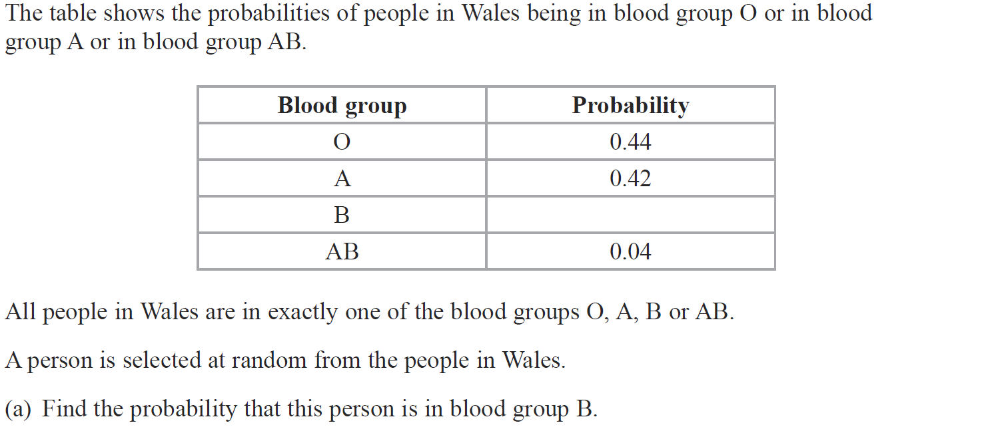 The table shows the probabilities of people in Wales being in blood group O or in blood
group A or in blood group AB.
Blood group Probability
O 0.44
A 0.42
B
AB 0.04
All people in Wales are in exactly one of the blood groups O, A, B or AB.
A person is selected at random from the people in Wales.
(a) Find the probability that this person is in blood group B.